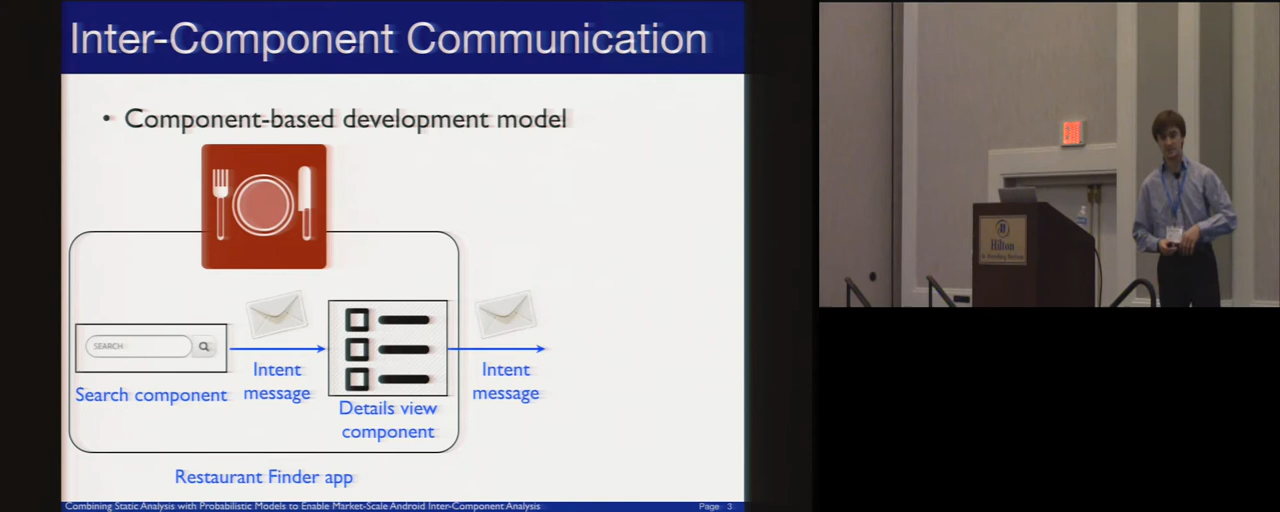 Inter-Component Communication
• Component-based development model
SEARCH
Search component
Intent
message
Details view
component
Intent
message
Restaurant Finder app
Combining Static Analysis with Probabilistic Models to Enable Market-Scale Android Inter-Component Analysis
Page 3
Hilton